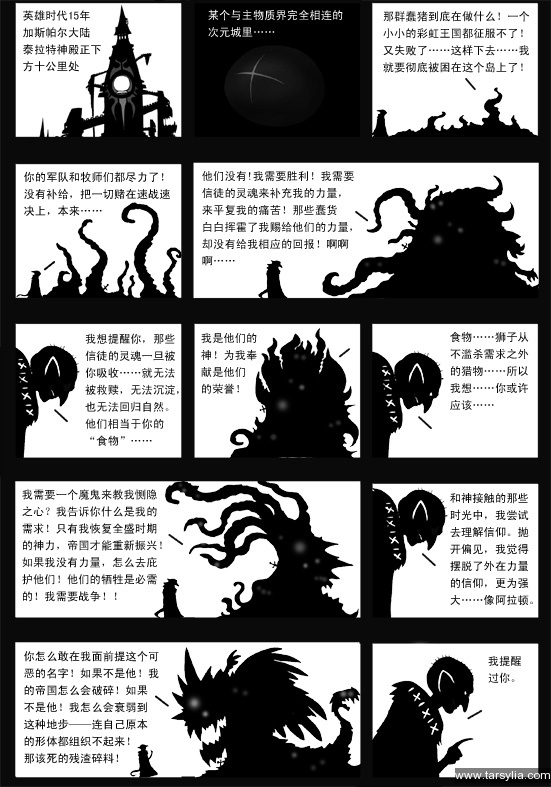 英雄时代15年
加斯帕尔大陆
泰拉特神殿正下
方十公里处
某个与主物质界完全相连的
次元城里……
那群蠢猪到底在做什么！一个
小小的彩虹王国都征服不了！
又失败了……这样下去……我
就要彻底被困在这个岛上了！
你的军队和牧师们都尽力了！
没有补给，把一切赌在速战速
决上，本来……
他们没有！我需要胜利！我需要
信徒的灵魂来补充我的力量，
来平复我的痛苦！那些蠢货
白白挥霍了我赐给他们的力量，
却没有给我相应的回报！啊啊
啊……
我想提醒你，那些
信徒的灵魂一旦被
你吸收……就无法
被救赎，无法沉淀，
也无法回归自然。
他们相当于你的
“食物”……
我是他们的
神！为我奉
献是他们
的荣誉！
食物……狮子从
不滥杀需求之外
的猎物……所以
我想……你或许
应该……
我需要一个魔鬼来教我恻隐
之心？我告诉你什么是我的
需求！只有我恢复全盛时期
的神力，帝国才能重新振兴！
如果我没有力量，怎么去庇
护他们！他们的牺牲是必需
的！我需要战争！！
和神接触的那些
时光中，我尝试
去理解信仰。抛
开偏见，我觉得
摆脱了外在力量
的信仰，更为强
大……像阿拉顿。
你怎么敢在我面前提这个可
恶的名字！如果不是他！我
的帝国怎么会破碎！如果
不是他！我怎么会衰弱到
这种地步——连自己原本
的形体都组织不起来！
那该死的残渣碎料！
我提醒
过你。
www.tarsylia.com